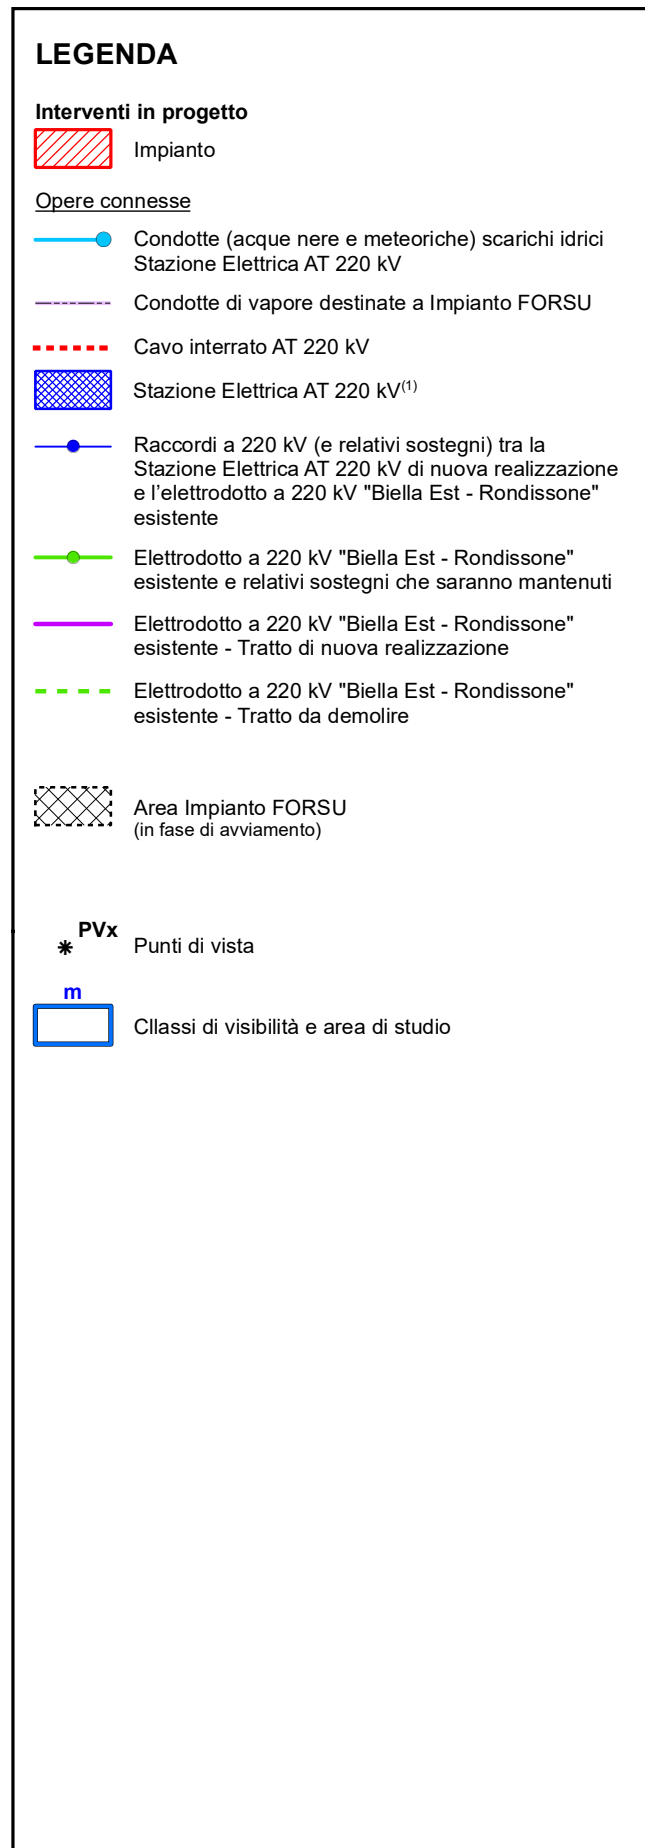 LEGENDA
Interventi in progetto
Impianto
Opere connesse
Condotte (acque nere e meteoriche) scarichi idrici
Stazione Elettrica AT 220 kV
Condotte di vapore destinate a Impianto FORSU
Cavo interrato AT 220 kV
Stazione Elettrica AT 220 kV(1)
Raccordi a 220 kV (e relativi sostegni) tra la
Stazione Elettrica AT 220 kV di nuova realizzazione
e l'elettrodotto a 220 kV "Biella Est - Rondissone"
esistente
Elettrodotto a 220 kV "Biella Est - Rondissone"
esistente e relativi sostegni che saranno mantenuti
Elettrodotto a 220 kV "Biella Est - Rondissone"
esistente - Tratto di nuova realizzazione
Elettrodotto a 220 kV "Biella Est - Rondissone"
esistente - Tratto da demolire
Area Impianto FORSU
(in fase di avviamento)
PVx
Punti di vista
m
Cllassi di visibilità e area di studio